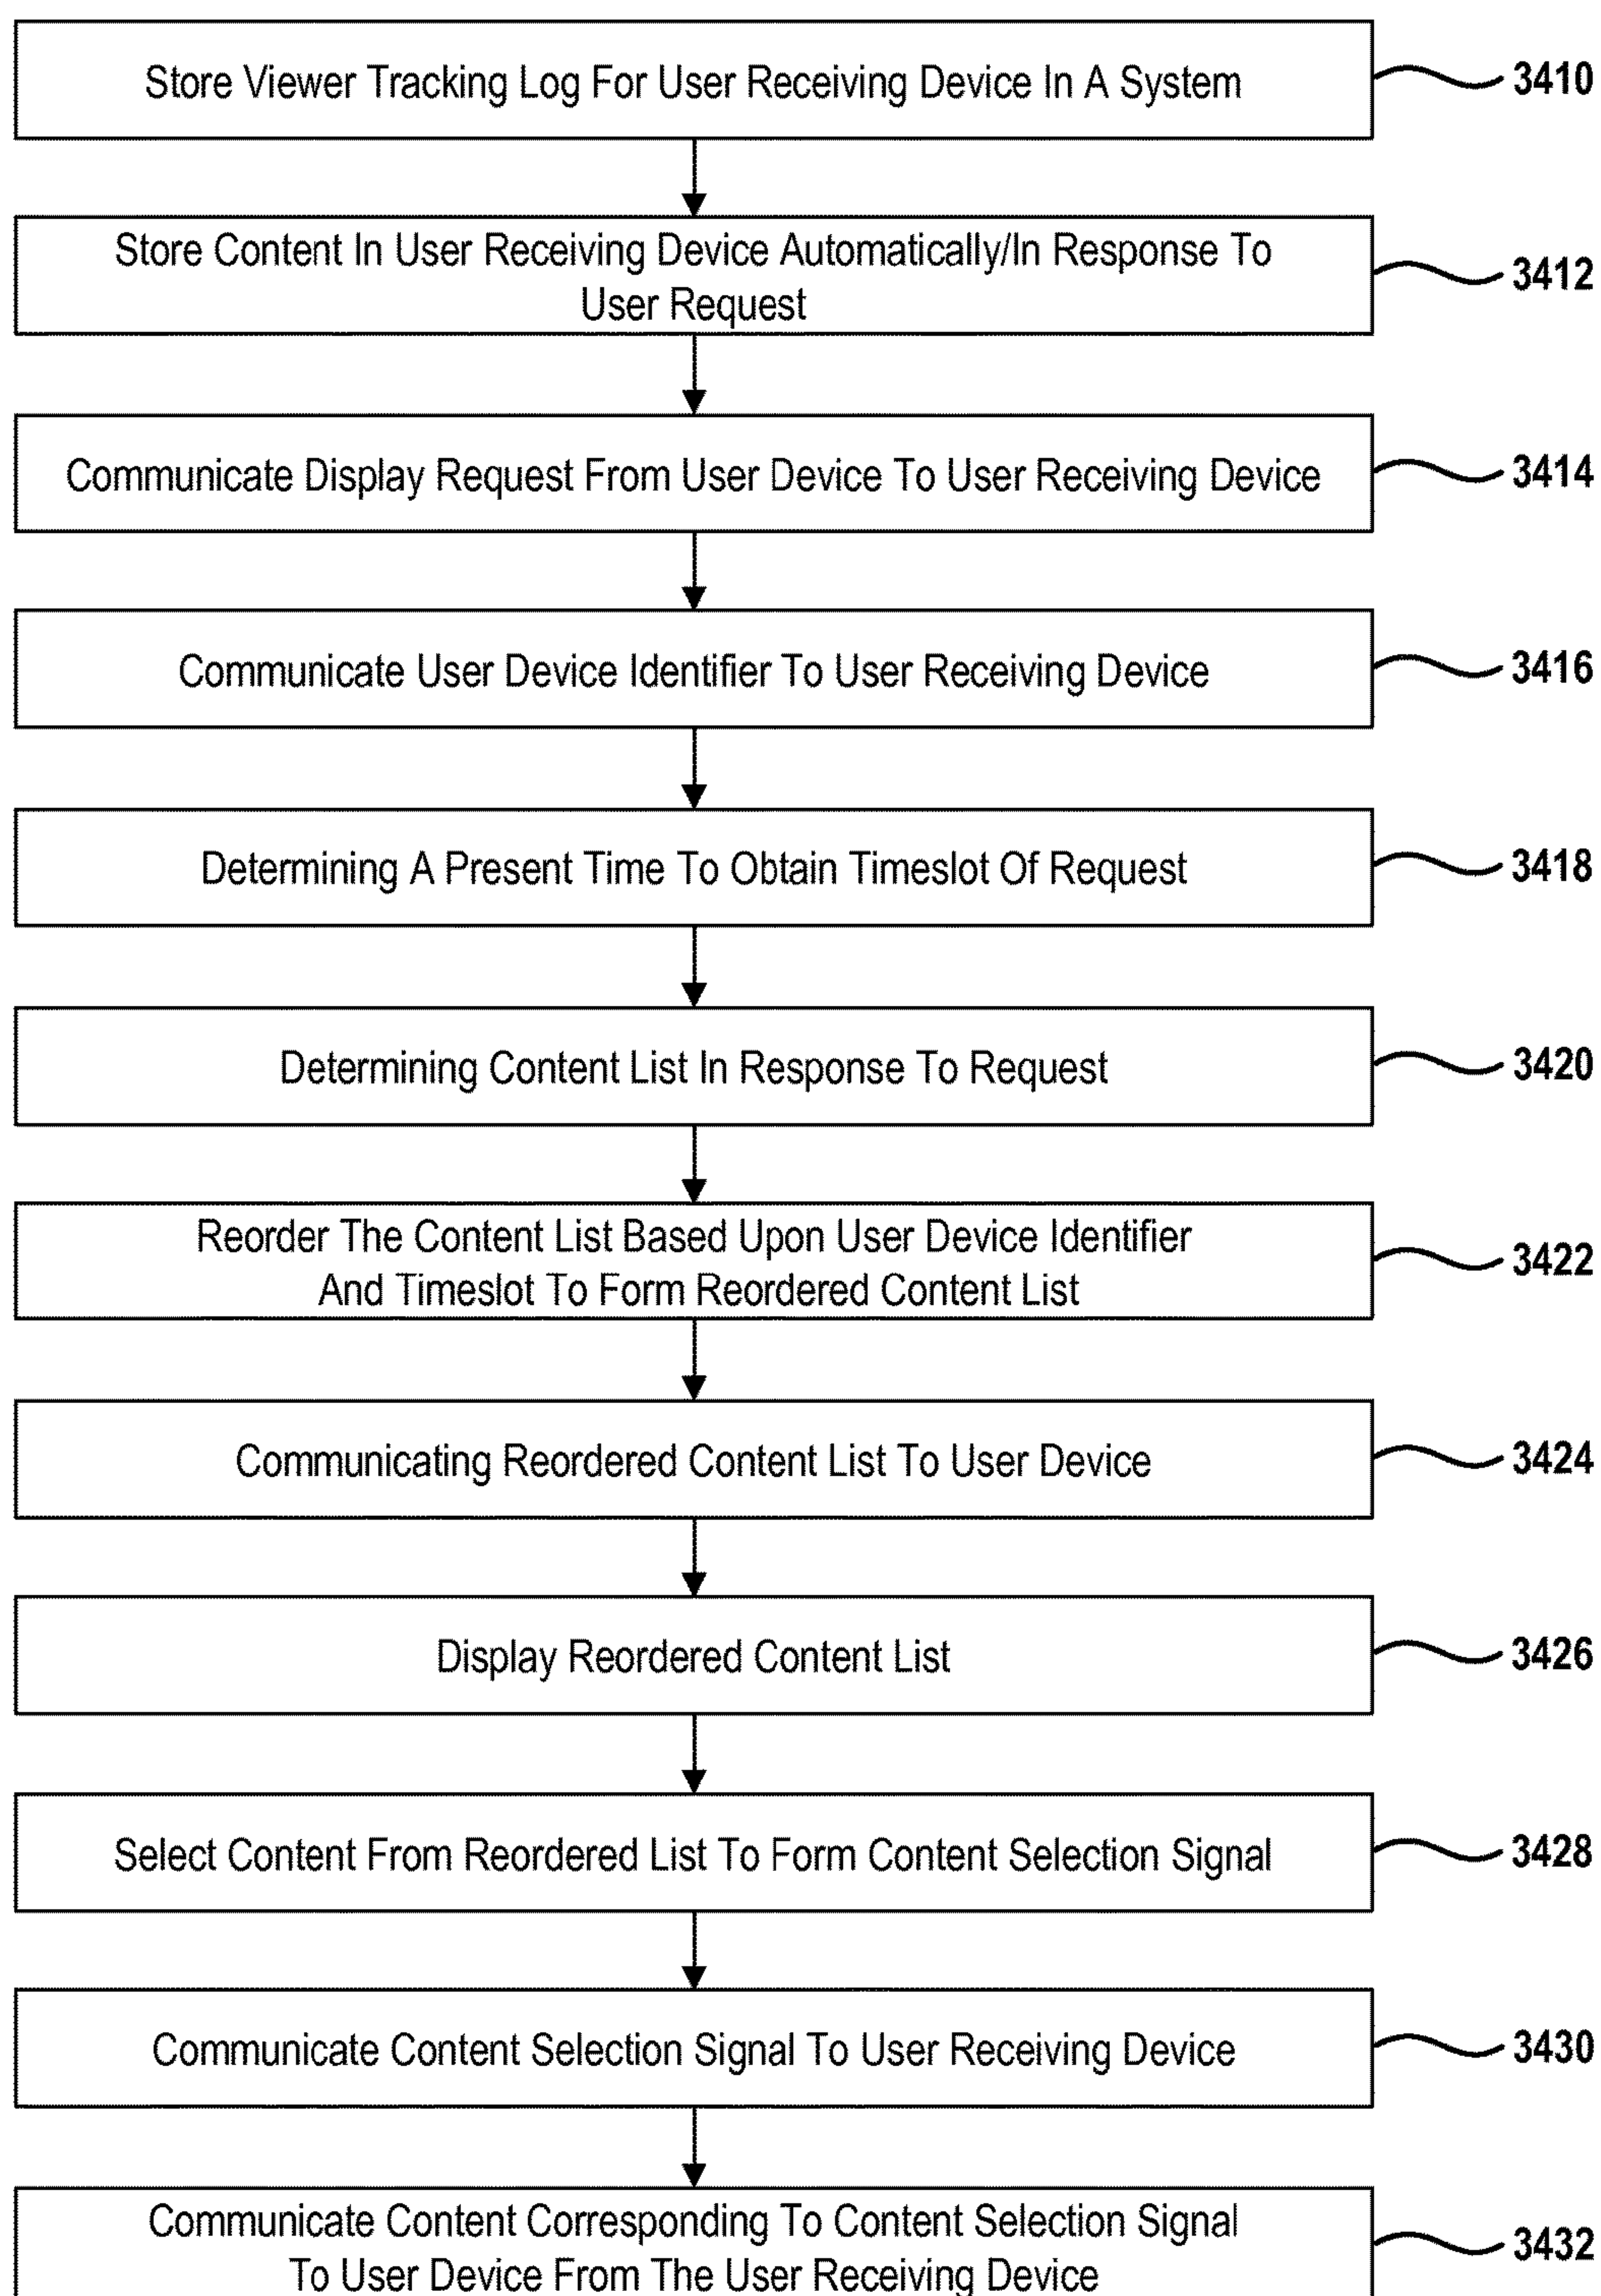 Store Viewer Tracking Log For User Receiving Device In A System
3410
Store Content In User Receiving Device Automatically/In Response To
User Request
3412
Communicate Display Request From User Device To User Receiving Device
3414
Communicate User Device Identifier To User Receiving Device
3416
Determining A Present Time To Obtain Timeslot Of Request
3418
Determining Content List In Response To Request
3420
Reorder The Content List Based Upon User Device Identifier
And Timeslot To Form Reordered Content List
3422
Communicating Reordered Content List To User Device
3424
Display Reordered Content List
3426
Select Content From Reordered List To Form Content Selection Signal
3428
Communicate Content Selection Signal To User Receiving Device
3430
Communicate Content Corresponding To Content Selection Signal
To User Device From The User Receiving Device
3432